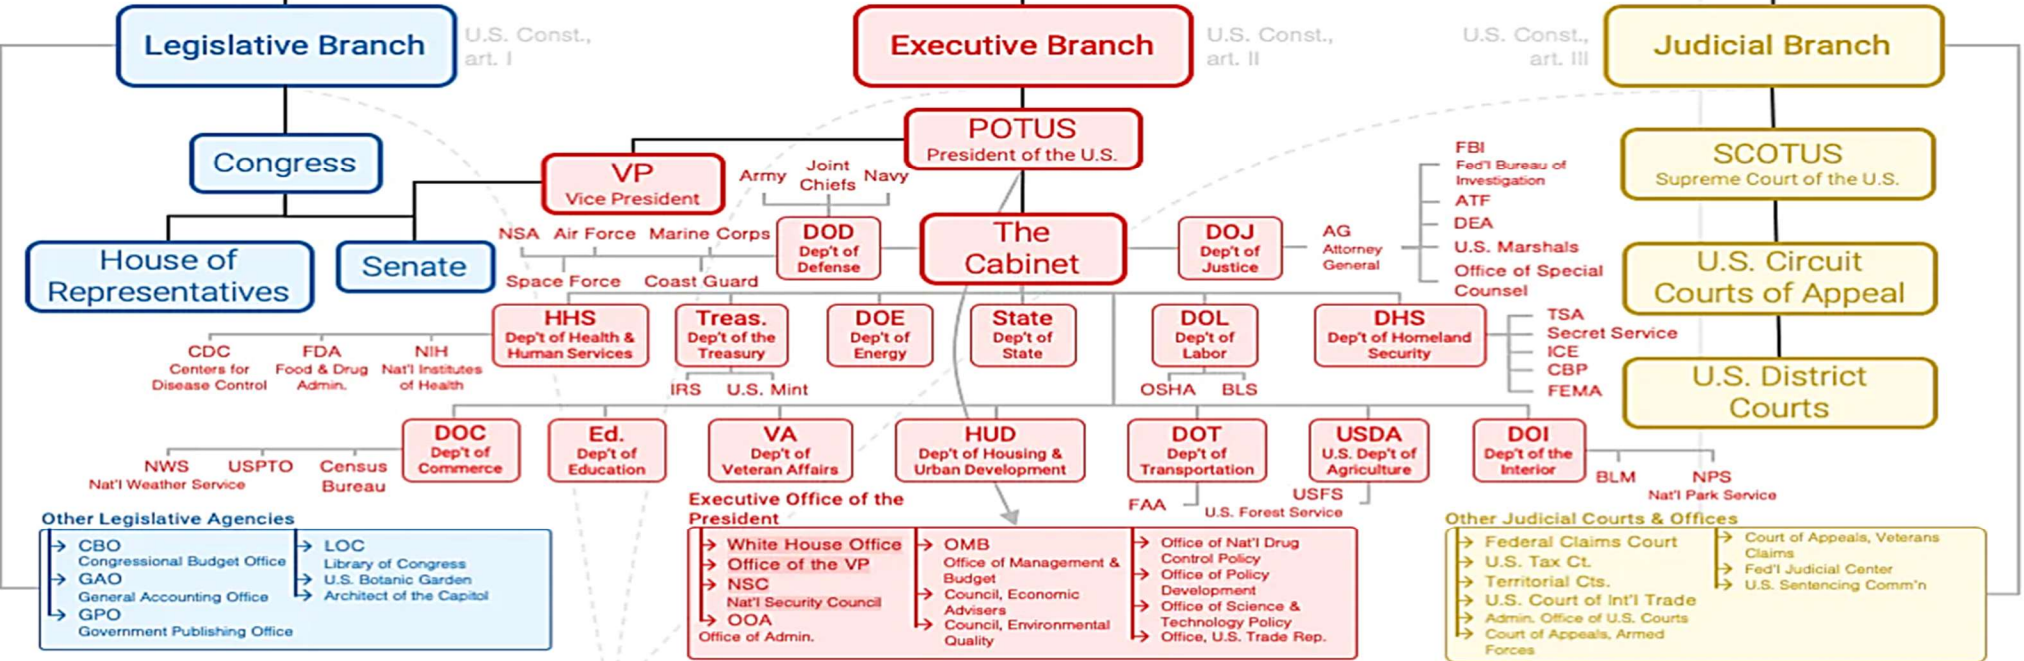 Legislative Branch
U.S. Const.,
art. I
Executive Branch
U.S. Const.,
art. II
U.S. Const.,
art. III
Judicial Branch
Congress
House of
Representatives
Senate
VP
Vice President
POTUS
President of the U.S.
The
Cabinet
SCOTUS
Supreme Court of the U.S.
U.S. Circuit
Courts of Appeal
U.S. District
Courts
Army
Joint
Chiefs
Navy
NSA
Air Force
Marine Corps
Space Force
Coast Guard
DOD
Dep't of
Defense
DOJ
Dep't of
Justice
AG
Attorney
General
FBI
Fed'l Bureau of
Investigation
ATF
DEA
U.S. Marshals
Office of Special
Counsel
HHS
Dep't of Health &
Human Services
CDC
Centers for
Disease Control
FDA
Food & Drug
Admin.
NIH
Nat'l Institutes
of Health
Treas.
Dep't of the
Treasury
IRS
U.S. Mint
DOE
Dep't of
Energy
State
Dep't of
State
DOL
Dep't of
Labor
OSHA
BLS
DHS
Dep't of Homeland
Security
TSA
Secret Service
ICE
CBP
FEMA
DOC
Dep't of
Commerce
NWS
Nat'l Weather Service
USPTO
Census
Bureau
Ed.
Dep't of
Education
VA
Dep't of
Veteran Affairs
HUD
Dep't of Housing &
Urban Development
DOT
Dep't of
Transportation
FAA
USDA
U.S. Dep't of
Agriculture
USFS
U.S. Forest Service
DOI
Dep't of the
Interior
BLM
NPS
Nat'l Park Service
Other Legislative Agencies
CBO
Congressional Budget Office
GAO
General Accounting Office
GPO
Government Publishing Office
LOC
Library of Congress
U.S. Botanic Garden
Architect of the Capitol
Executive Office of the
President
White House Office
Office of the VP
NSC
Nat'l Security Council
OOA
Office of Admin.
OMB
Office of Management &
Budget
Council, Economic
Advisers
Council, Environmental
Quality
Office of Nat'l Drug
Control Policy
Office of Policy
Development
Office of Science &
Technology Policy
Office, U.S. Trade Rep.
Other Judicial Courts & Offices
Federal Claims Court
U.S. Tax Ct.
Territorial Cts.
U.S. Court of Int'l Trade
Admin. Office of U.S. Courts
Court of Appeals, Armed
Forces
Court of Appeals, Veterans
Claims
Fed'l Judicial Center
U.S. Sentencing Comm'n